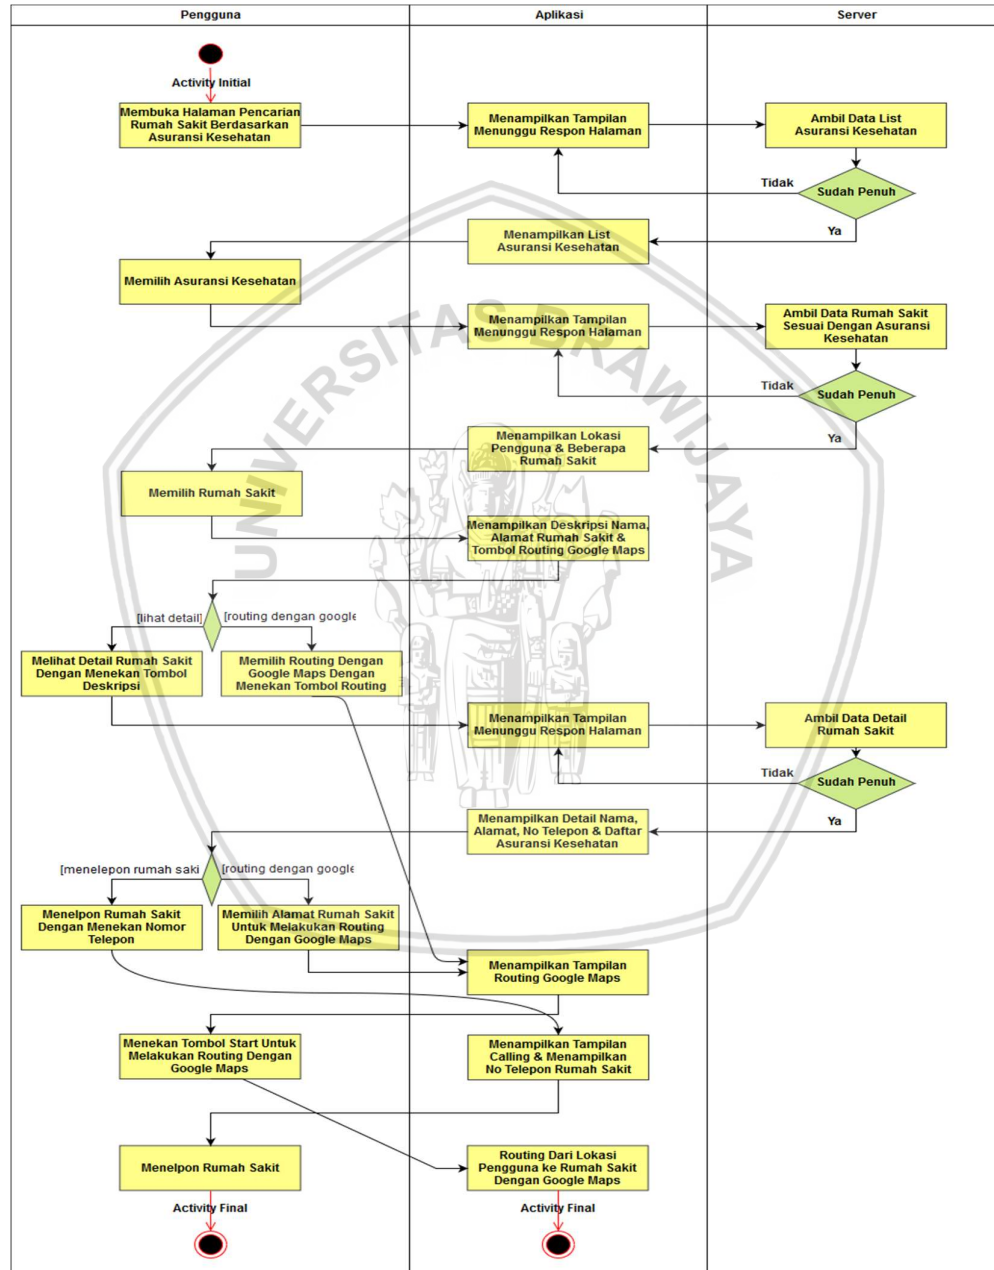 Pengguna
Aplikasi
Server
Activity Initial
Membuka Halaman Pencarian
Rumah Sakit Berdasarkan
Asuransi Kesehatan
Menampilkan Tampilan
Menunggu Respon Halaman
Ambil Data List
Asuransi Kesehatan
Tidak
Sudah Penuh
Ya
Menampilkan List
Asuransi Kesehatan
Memilih Asuransi Kesehatan
Menampilkan Tampilan
Menunggu Respon Halaman
Ambil Data Rumah Sakit
Sesuai Dengan Asuransi
Kesehatan
Tidak
Sudah Penuh
Ya
Menampilkan Lokasi
Pengguna & Beberapa
Rumah Sakit
Memilih Rumah Sakit
Menampilkan Deskripsi Nama,
Alamat Rumah Sakit &
Tombol Routing Google Maps
[lihat detail]
[routing dengan google
Melihat Detail Rumah Sakit
Dengan Menekan Tombol
Deskripsi
Memilih Routing Dengan
Google Maps Dengan
Menekan Tombol Routing
Menampilkan Tampilan
Menunggu Respon Halaman
Ambil Data Detail
Rumah Sakit
Tidak
Sudah Penuh
Ya
Menampilkan Detail Nama,
Alamat, No Telepon & Daftar
Asuransi Kesehatan
[menelepon rumah saki
[routing dengan google
Menelpon Rumah Sakit
Dengan Menekan Nomor
Telepon
Memilih Alamat Rumah Sakit
Untuk Melakukan Routing
Dengan Google Maps
Menampilkan Tampilan
Routing Google Maps
Menekan Tombol Start Untuk
Melakukan Routing Dengan
Google Maps
Menampilkan Tampilan
Calling & Menampilkan
No Telepon Rumah Sakit
Menelpon Rumah Sakit
Routing Dari Lokasi
Pengguna ke Rumah Sakit
Dengan Google Maps
Activity Final
Activity Final
UNIVERSITAS BRAWIJAYA